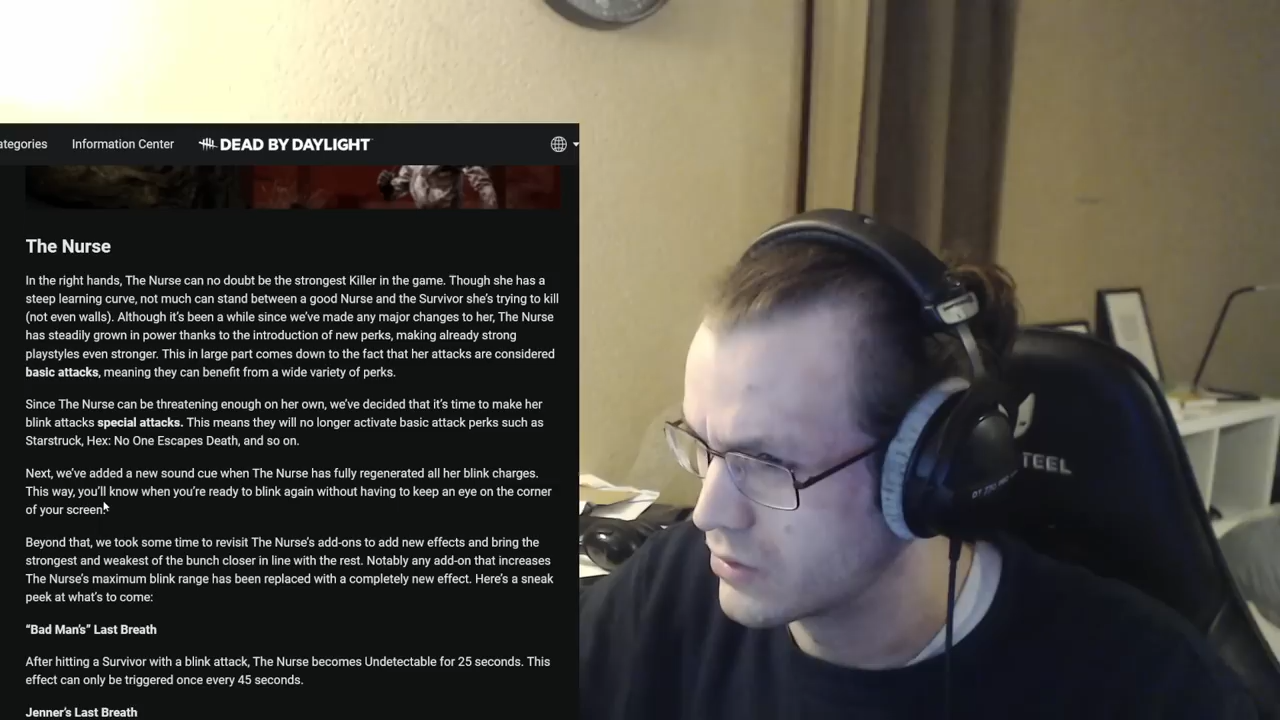 ategories Information Center DEAD BY DAYLIGHT
The Nurse
In the right hands, The Nurse can no doubt be the strongest Killer in the game. Though she has a
steep learning curve, not much can stand between a good Nurse and the Survivor she's trying to kill
(not even walls). Although it's been a while since we've made any major changes to her, The Nurse
has steadily grown in power thanks to the introduction of new perks, making already strong
playstyles even stronger. This in large part comes down to the fact that her attacks are considered
basic attacks, meaning they can benefit from a wide variety of perks.
Since The Nurse can be threatening enough on her own, we've decided that it's time to make her
blink attacks special attacks. This means they will no longer activate basic attack perks such as
Starstruck, Hex: No One Escapes Death, and so on.
Next, we've added a new sound cue when The Nurse has fully regenerated all her blink charges.
This way, you'll know when you're ready to blink again without having to keep an eye on the corner
of your screen.
Beyond that, we took some time to revisit The Nurse's add-ons to add new effects and bring the
strongest and weakest of the bunch closer in line with the rest. Notably any add-on that increases
The Nurse's maximum blink range has been replaced with a completely new effect. Here's a sneak
peek at what's to come:
"Bad Man's" Last Breath
After hitting a Survivor with a blink attack, The Nurse becomes Undetectable for 25 seconds. This
effect can only be triggered once every 45 seconds.
Jenner's Last Breath
TEEL